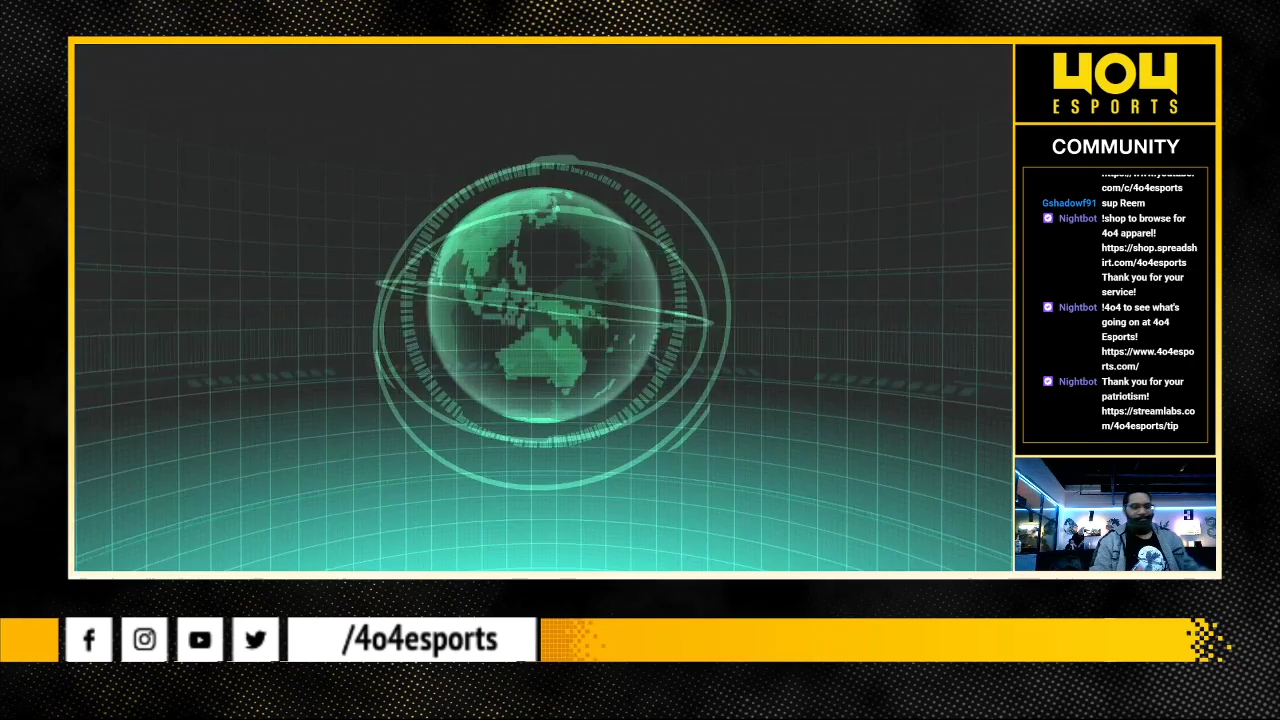 4O4
ESPORTS
COMMUNITY
com/c/4o4esports
Gshadowf91 sup Reem
Nightbot !shop to browse for
4o4 apparel!
https://shop.spreadsh
irt.com/4o4esports
Thank you for your
service!
Nightbot !4o4 to see what's
going on at 4o4
Esports!
https://www.4o4espo
rts.com/
Nightbot Thank you for your
patriotism!
https://streamlabs.co
m/4o4esports/tip
/4o4esports